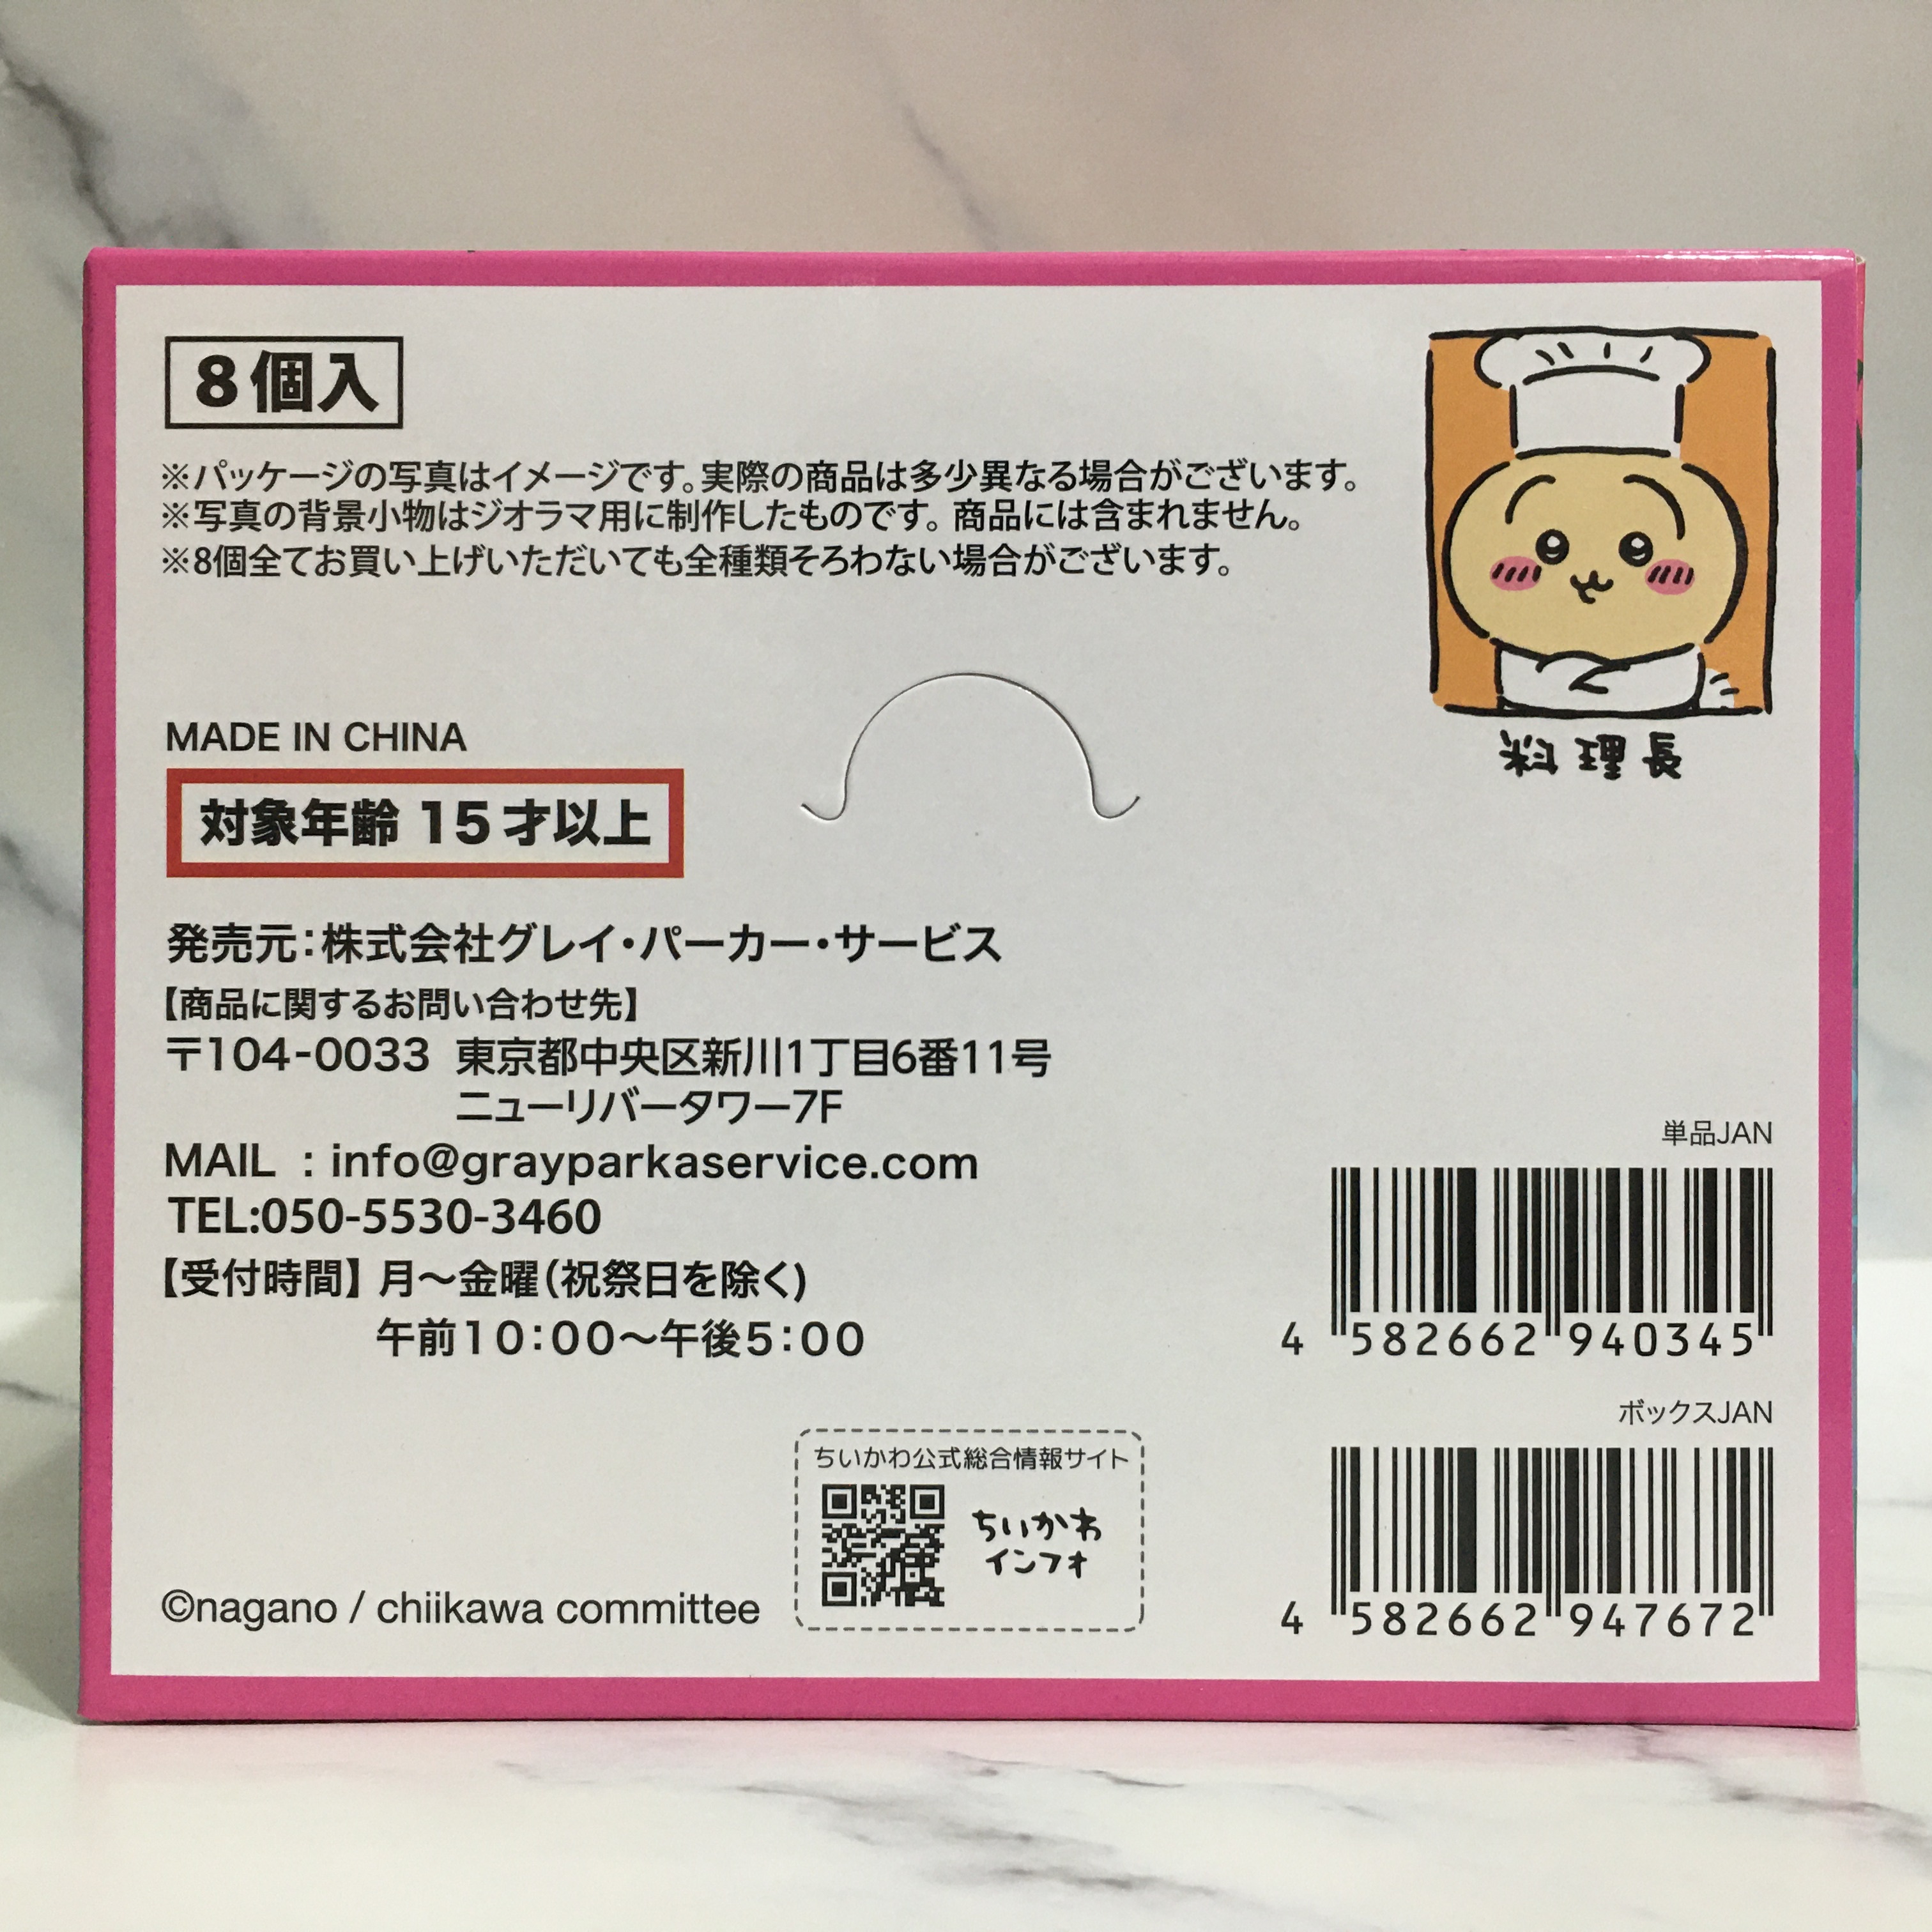 8個入
※パッケージの写真はイメージです。実際の商品は多少異なる場合がございます。
※写真の背景小物はジオラマ用に制作したものです。商品には含まれません。
※8個全てお買い上げいただいても全種類そろわない場合がございます。
料理長
MADE IN CHINA
対象年齢 15才以上
発売元：株式会社グレイ・パーカー・サービス
【商品に関するお問い合わせ先】
〒104-0033 東京都中央区新川1丁目6番11号
ニューリバータワー7F
MAIL : info@grayparkaservice.com
TEL:050-5530-3460
【受付時間】月〜金曜（祝祭日を除く)
午前10：00〜午後5：00
単品JAN
4 582662 940345
ボックスJAN
4 582662 947672
ちいかわ公式総合情報サイト
ちいかわ
インフォ
©nagano / chiikawa committee